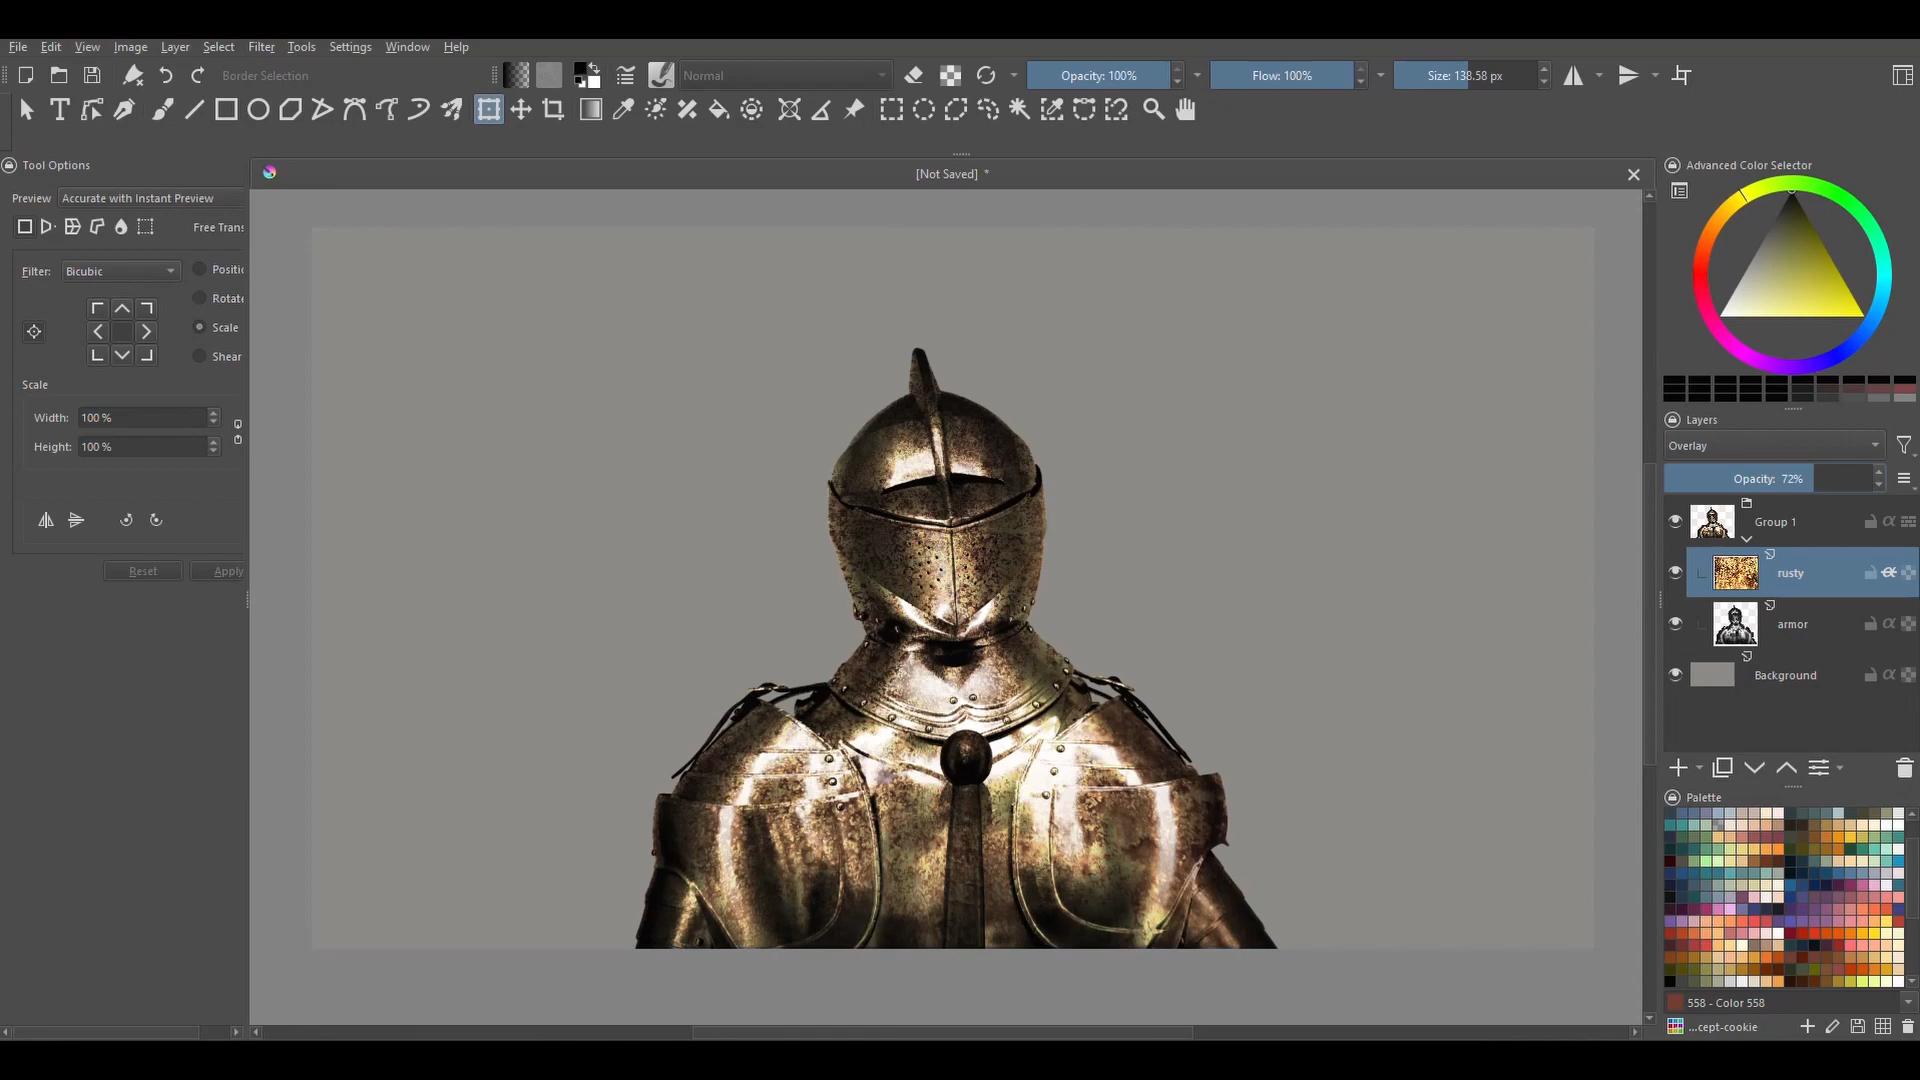 File Edit View Image Layer Select Filter Tools Settings Window Help
Border Selection
Normal
Opacity: 100%
Flow: 100%
Size: 138.58 px
Tool Options
[Not Saved] *
Advanced Color Selector
Preview Accurate with Instant Preview
Free Trans
Filter: Bicubic
Positic
Rotate
Scale
Shear
Scale
Width: 100 %
Height: 100 %
Reset
Apply
Layers
Overlay
Opacity: 72%
Group 1
rusty
armor
Background
Palette
558 - Color 558
...cept-cookie